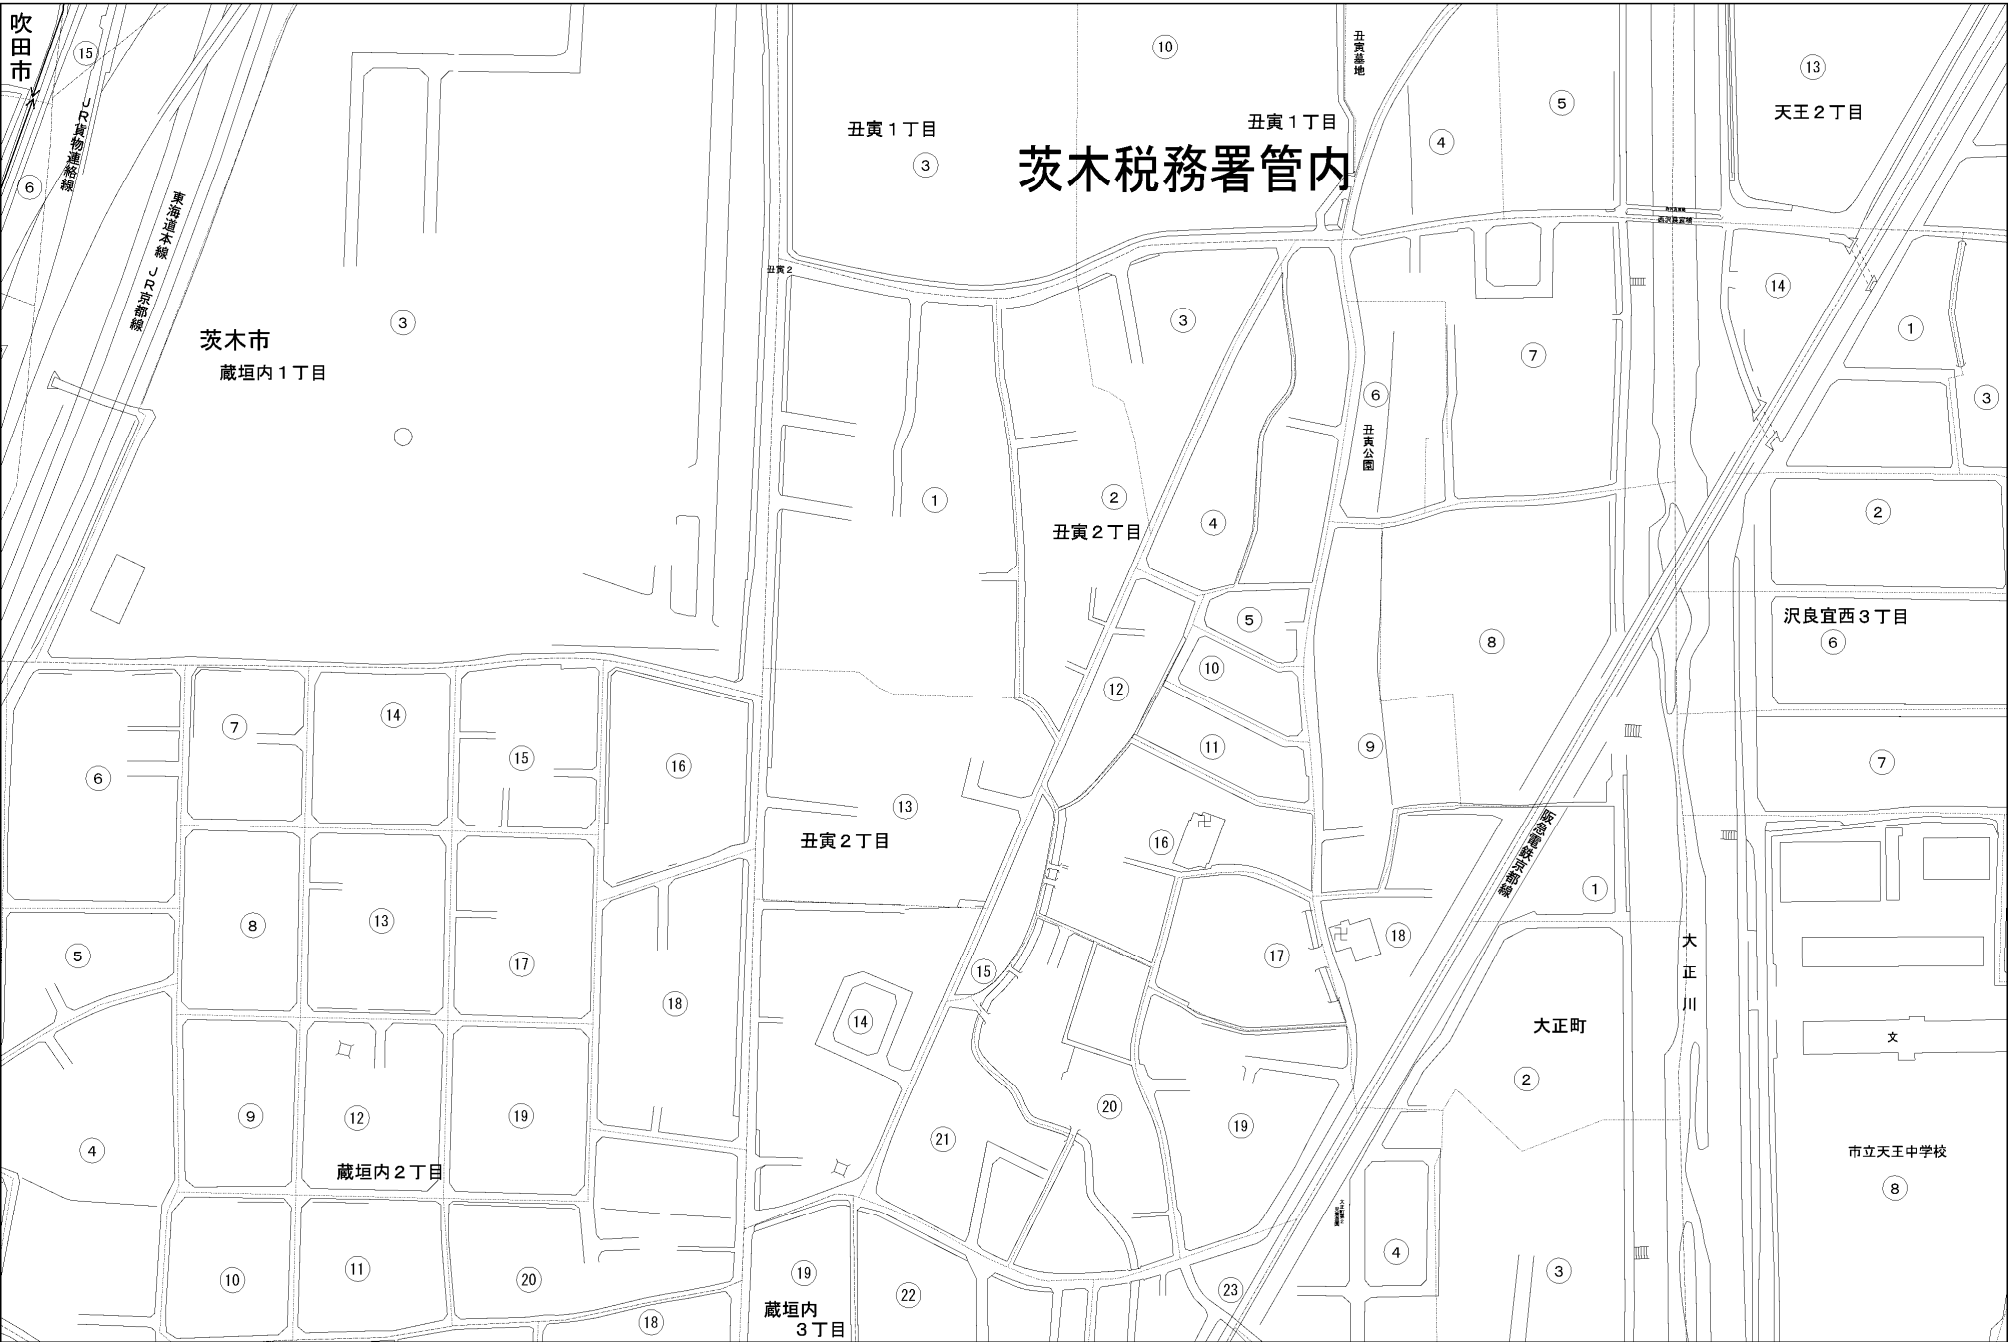 吹田市
15
6
JR貨物連絡線
東海道本線 JR京都線
茨木市
蔵垣内1丁目
3
丑寅1丁目
3
10
丑寅1丁目
茨木税務署管内
丑寅墓地
4
5
13
天王2丁目
西沢良宜橋
丑寅2
3
14
1
3
7
6
丑寅公園
1
2
丑寅2丁目
4
2
5
沢良宜西3丁目
6
8
10
12
11
9
7
7
14
15
16
6
13
丑寅2丁目
16
阪急電鉄京都線
1
8
13
17
5
18
15
14
17
18
大正川
大正町
文
2
9
12
19
4
蔵垣内2丁目
21
20
19
市立天王中学校
8
10
11
20
18
19
蔵垣内
3丁目
22
23
4
3